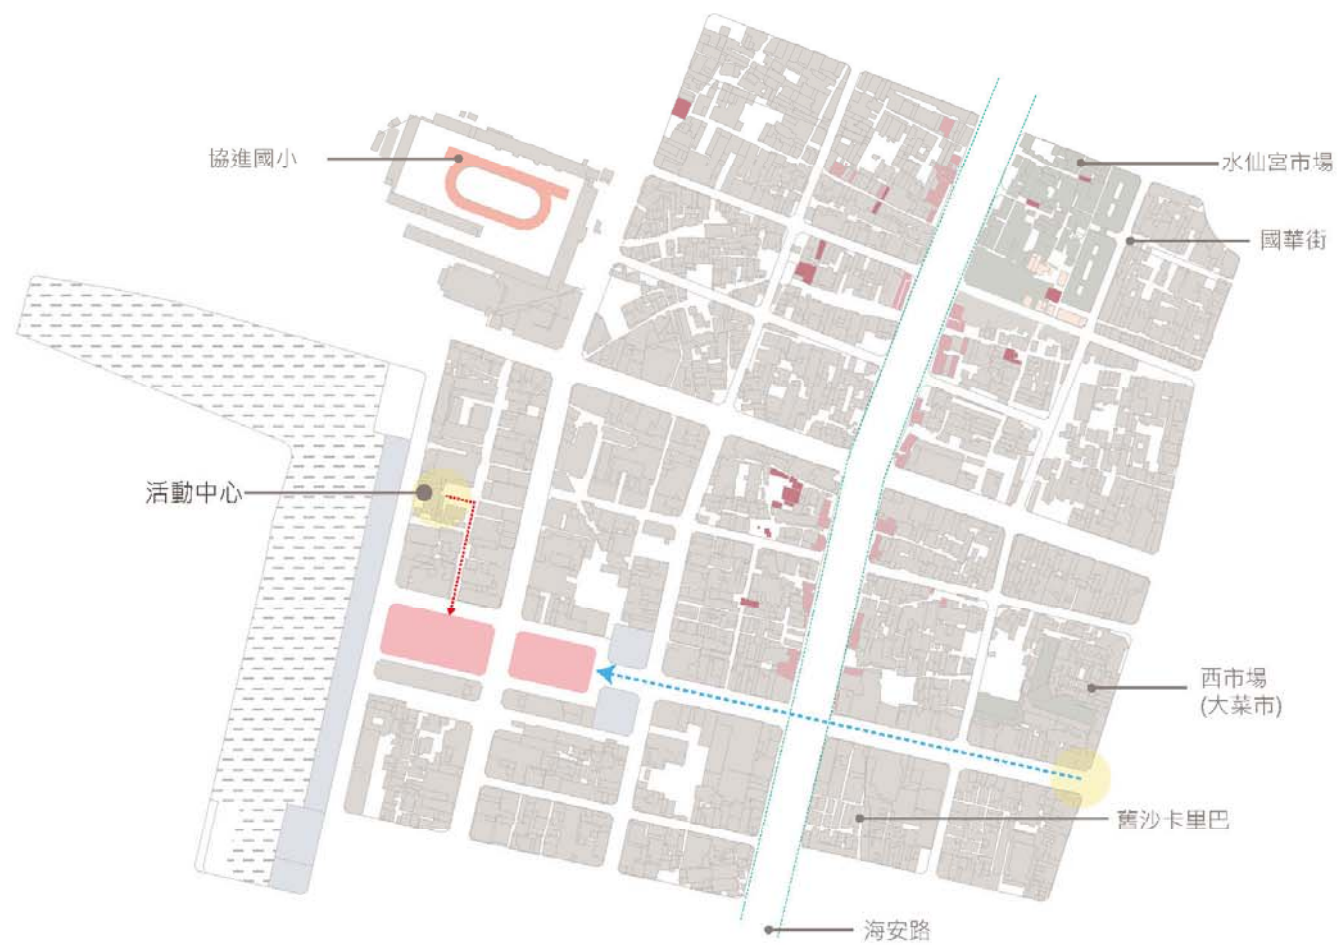 協進國小
水仙宮市場
國華街
活動中心
西市場
(大菜市)
舊沙卡里巴
海安路